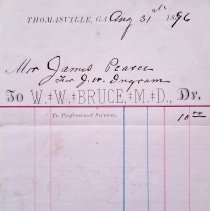 THOMASVILLE, GA. Aug 31st 1896
Mr James Pearce
For J. W. Ingram
To W. W. BRUCE, M. D., Dr.
To Professional Services,
10 00